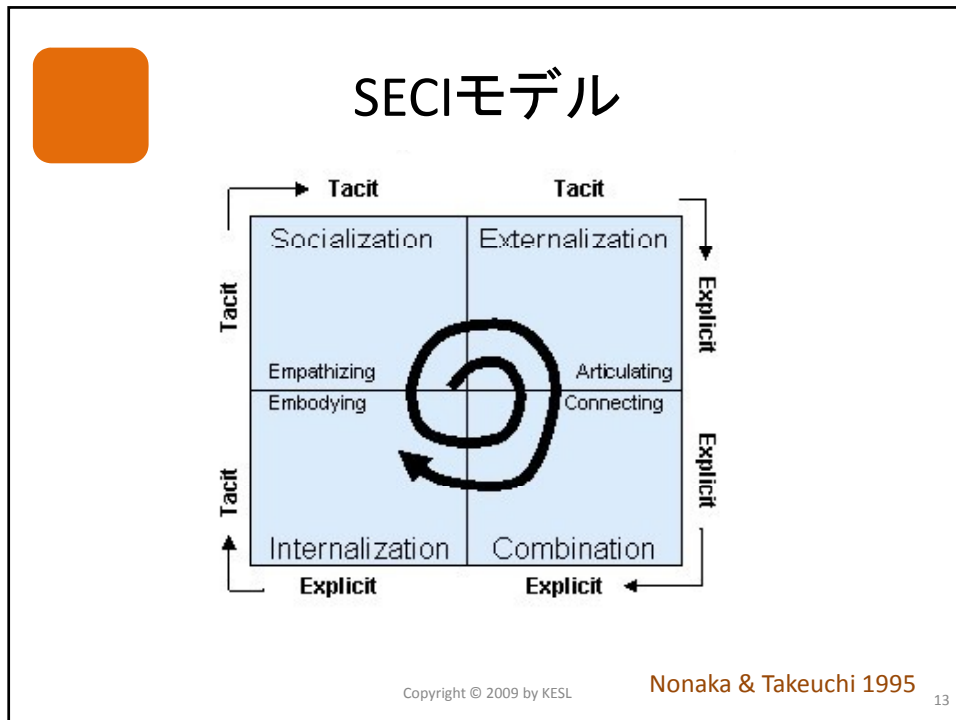 SECIモデル
Tacit Tacit
Socialization Externalization
Tacit
Explicit
Empathizing Articulating
Embodying Connecting
Tacit
Explicit
Internalization Combination
Explicit Explicit
Nonaka & Takeuchi 1995
Copyright © 2009 by KESL
13